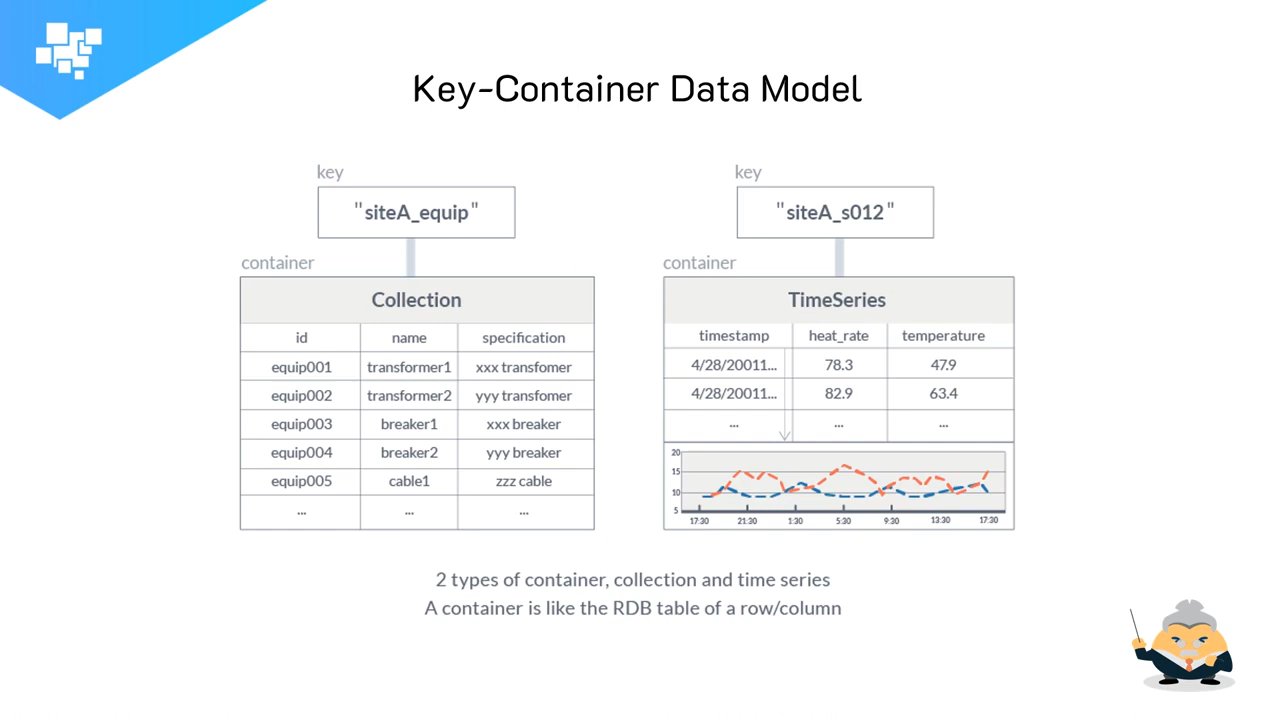 Key-Container Data Model
key
"siteA_equip"
container
Collection
id name specification
equip001 transformer1 xxx transfomer
equip002 transformer2 yyy transfomer
equip003 breaker1 xxx breaker
equip004 breaker2 yyy breaker
equip005 cable1 zzz cable
... ... ...
key
"siteA_s012"
container
TimeSeries
timestamp heat_rate temperature
4/28/20011... 78.3 47.9
4/28/20011... 82.9 63.4
... ... ...
20
15
10
5
17:30 21:30 1:30 5:30 9:30 13:30 17:30
2 types of container, collection and time series
A container is like the RDB table of a row/column